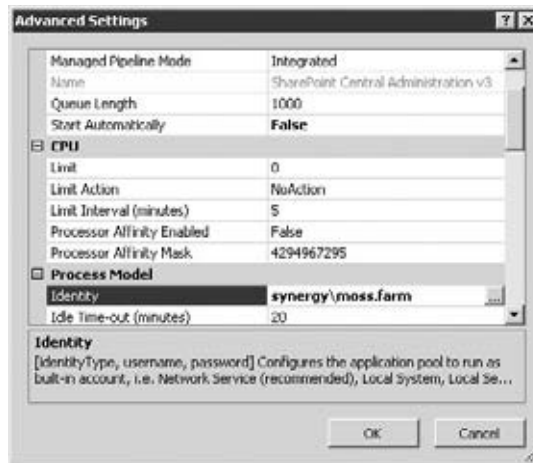 Advanced Settings
Managed Pipeline Mode Integrated
Name SharePoint Central Administration v3
Queue Length 1000
Start Automatically False
CPU
Limit 0
Limit Action NoAction
Limit Interval (minutes) 5
Processor Affinity Enabled False
Processor Affinity Mask 4294967295
Process Model
Identity synergy\moss.farm ...
Idle Time-out (minutes) 20
Identity
[identityType, username, password] Configures the application pool to run as
built-in account, i.e. Network Service (recommended), Local System, Local Se...
OK Cancel